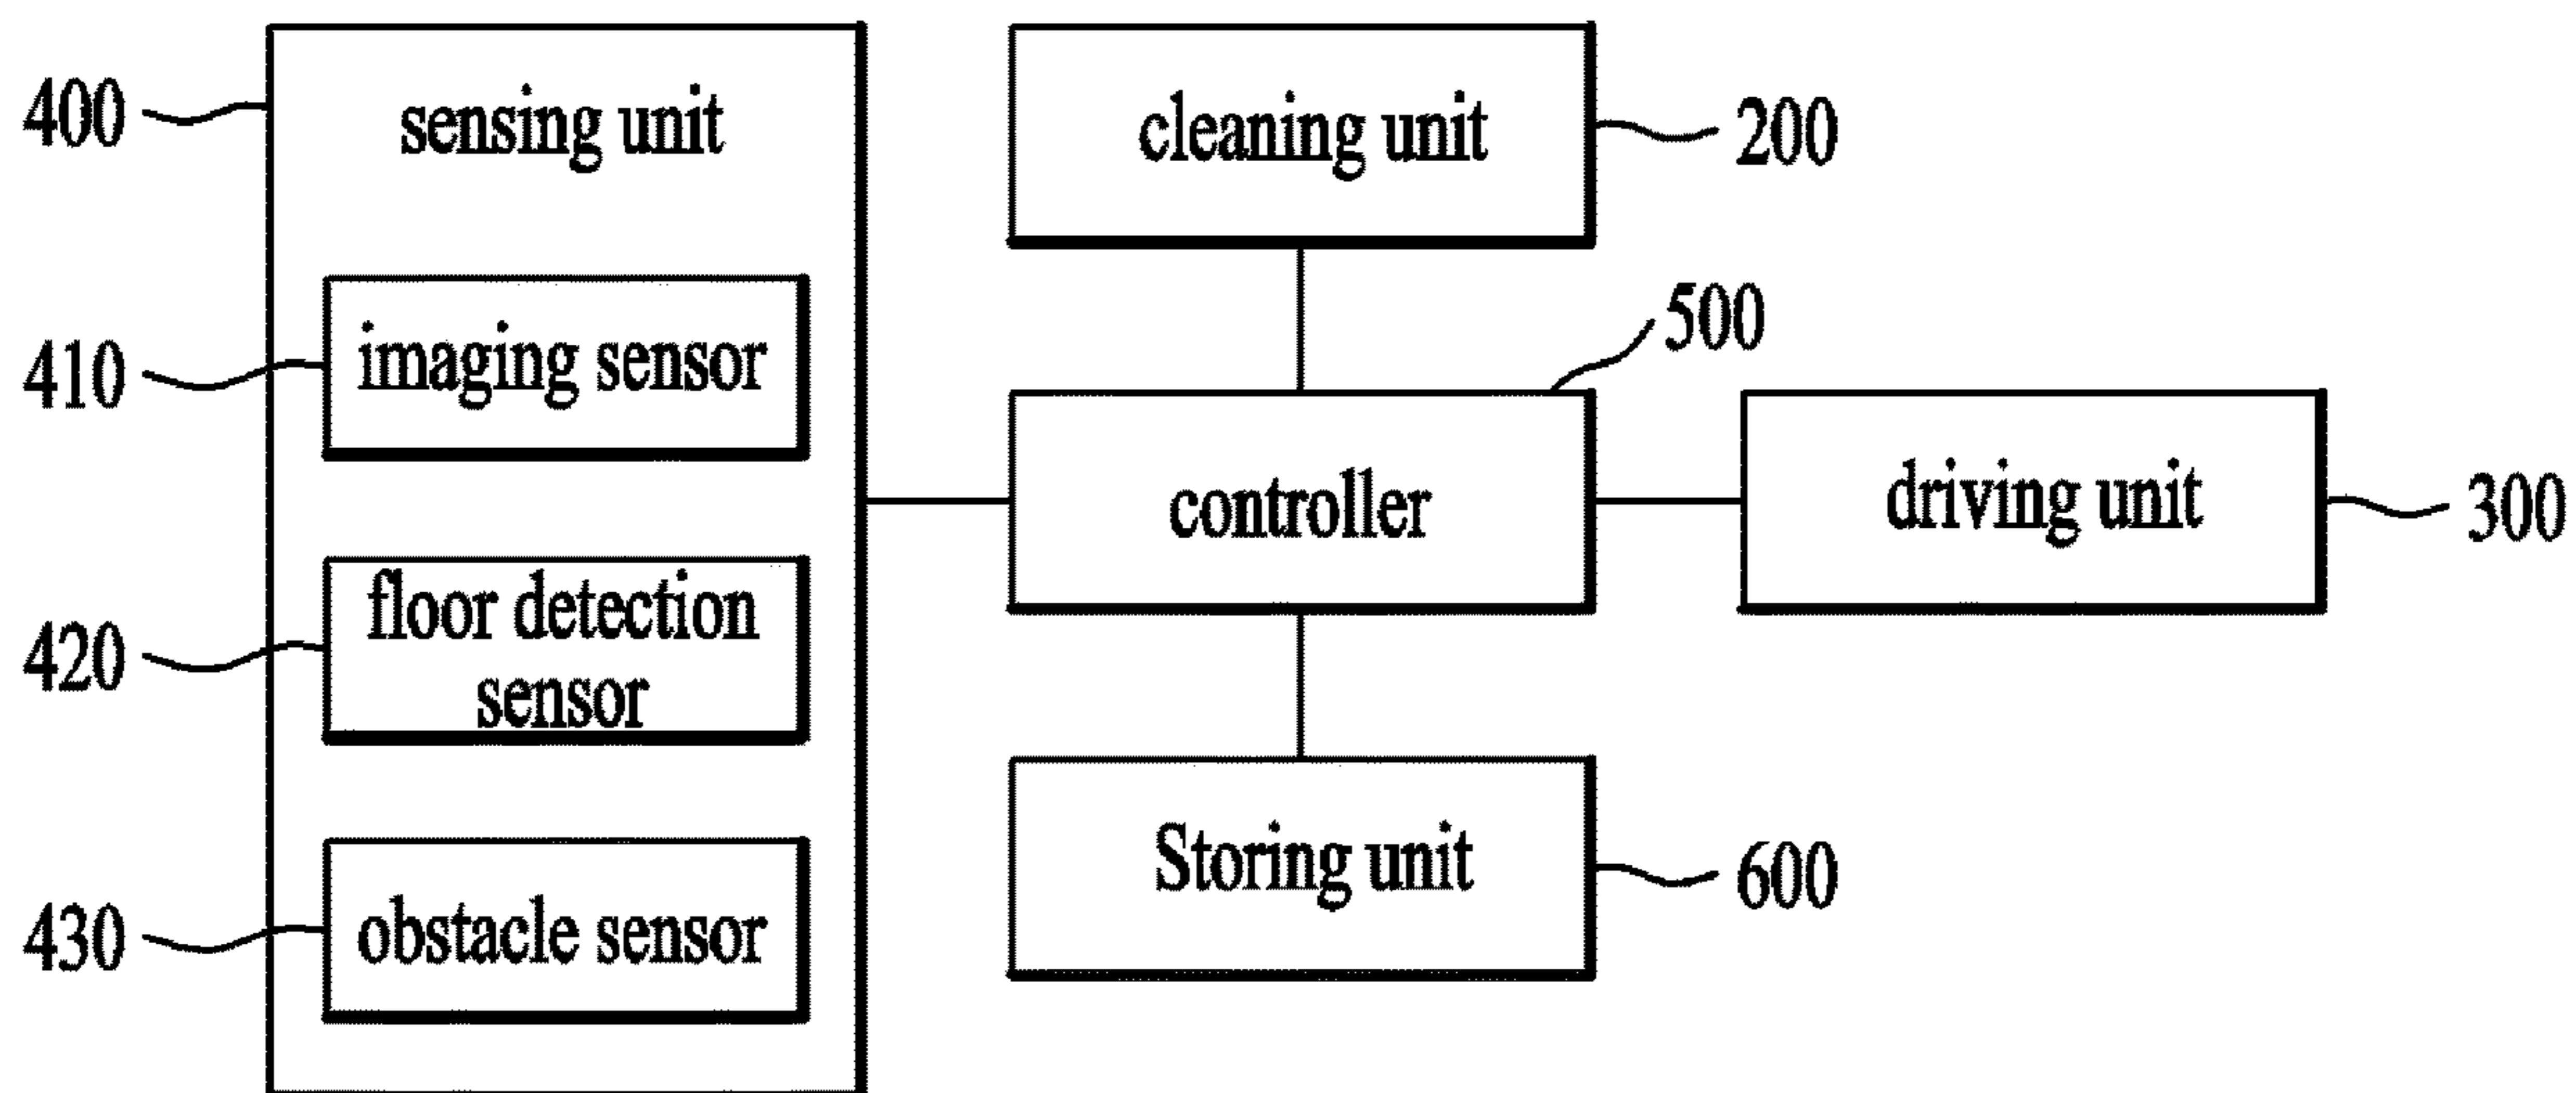 400
sensing unit
410
imaging sensor
420
floor detection
sensor
430
obstacle sensor
cleaning unit
200
500
controller
driving unit
300
Storing unit
600